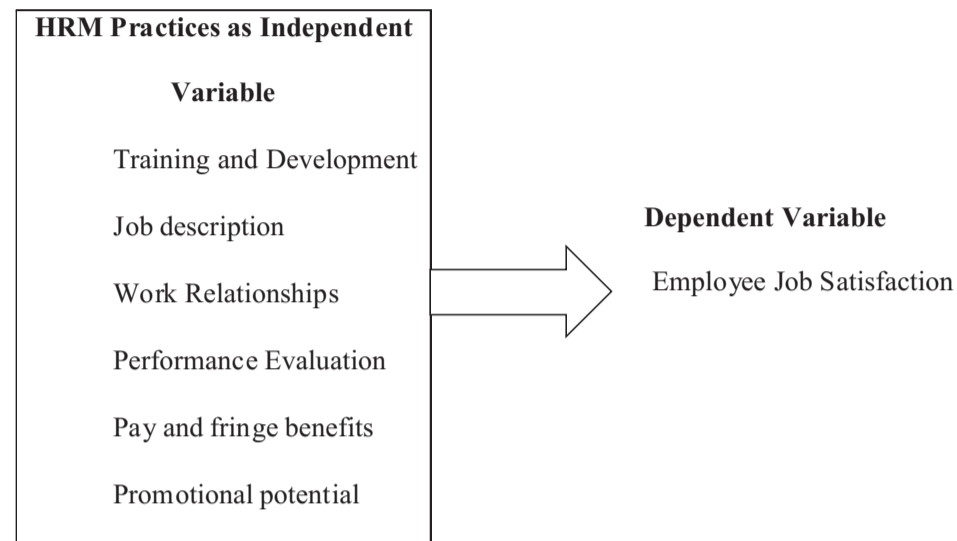 HRM Practices as Independent
Variable
Training and Development
Job description
Work Relationships
Performance Evaluation
Pay and fringe benefits
Promotional potential
Dependent Variable
Employee Job Satisfaction